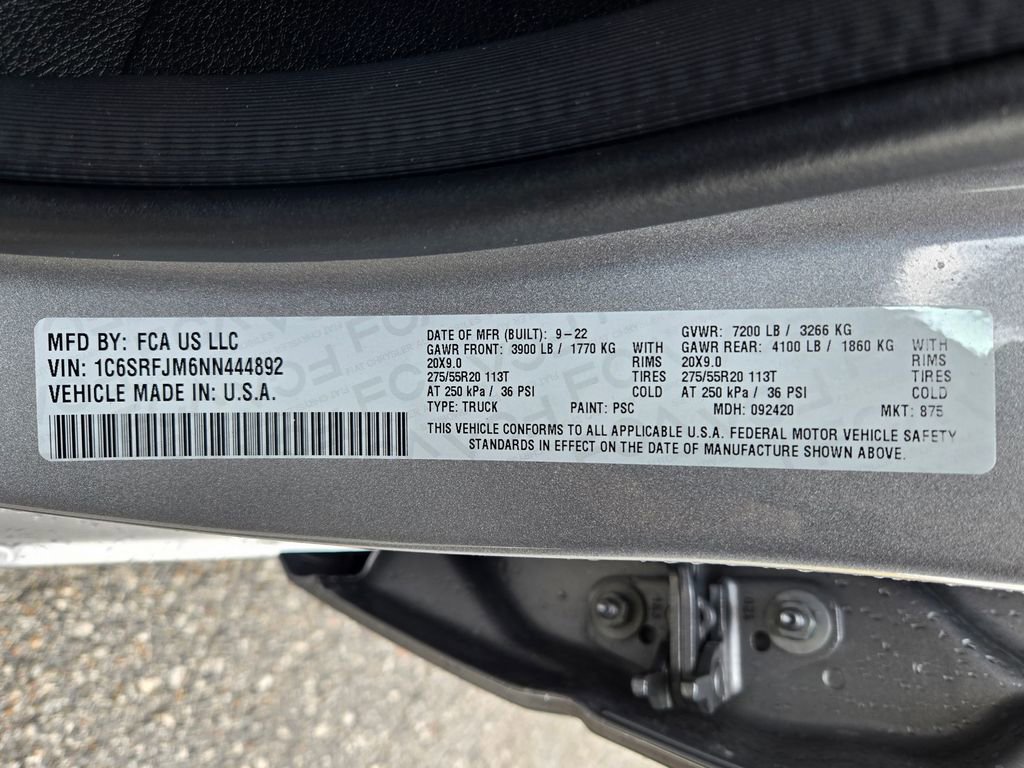 MFD BY: FCA US LLC
VIN: 1C6SRFJM6NN444892
VEHICLE MADE IN: U.S.A.
DATE OF MFR (BUILT): 9-22 GVWR: 7200 LB / 3266 KG
GAWR FRONT: 3900 LB / 1770 KG WITH GAWR REAR: 4100 LB / 1860 KG WITH
20X9.0 RIMS 20X9.0 RIMS
275/55R20 113T TIRES 275/55R20 113T TIRES
AT 250 kPa / 36 PSI COLD AT 250 kPa / 36 PSI COLD
TYPE: TRUCK PAINT: PSC MDH: 092420 MKT: 875
THIS VEHICLE CONFORMS TO ALL APPLICABLE U.S.A. FEDERAL MOTOR VEHICLE SAFETY
STANDARDS IN EFFECT ON THE DATE OF MANUFACTURE SHOWN ABOVE.